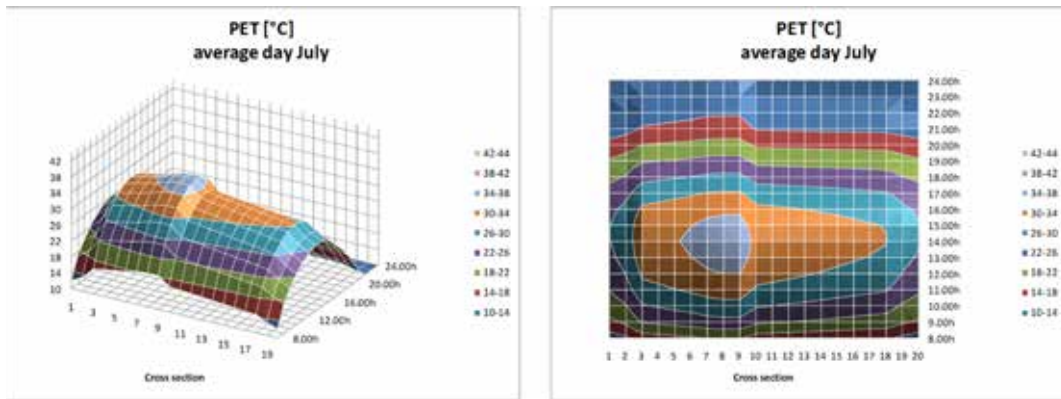 PET [°C]
average day July
42
38
34
30
26
22
18
14
10
1 3 5 7 9 11 13 15 17 19
8.00h
12.00h
16.00h
20.00h
24.00h
Cross section
42-44
38-42
34-38
30-34
26-30
22-26
18-22
14-18
10-14
PET [°C]
average day July
24.00h
23.00h
22.00h
21.00h
20.00h
19.00h
18.00h
17.00h
16.00h
15.00h
14.00h
13.00h
12.00h
11.00h
10.00h
9.00h
8.00h
1 2 3 4 5 6 7 8 9 10 11 12 13 14 15 16 17 18 19 20
Cross section
42-44
38-42
34-38
30-34
26-30
22-26
18-22
14-18
10-14